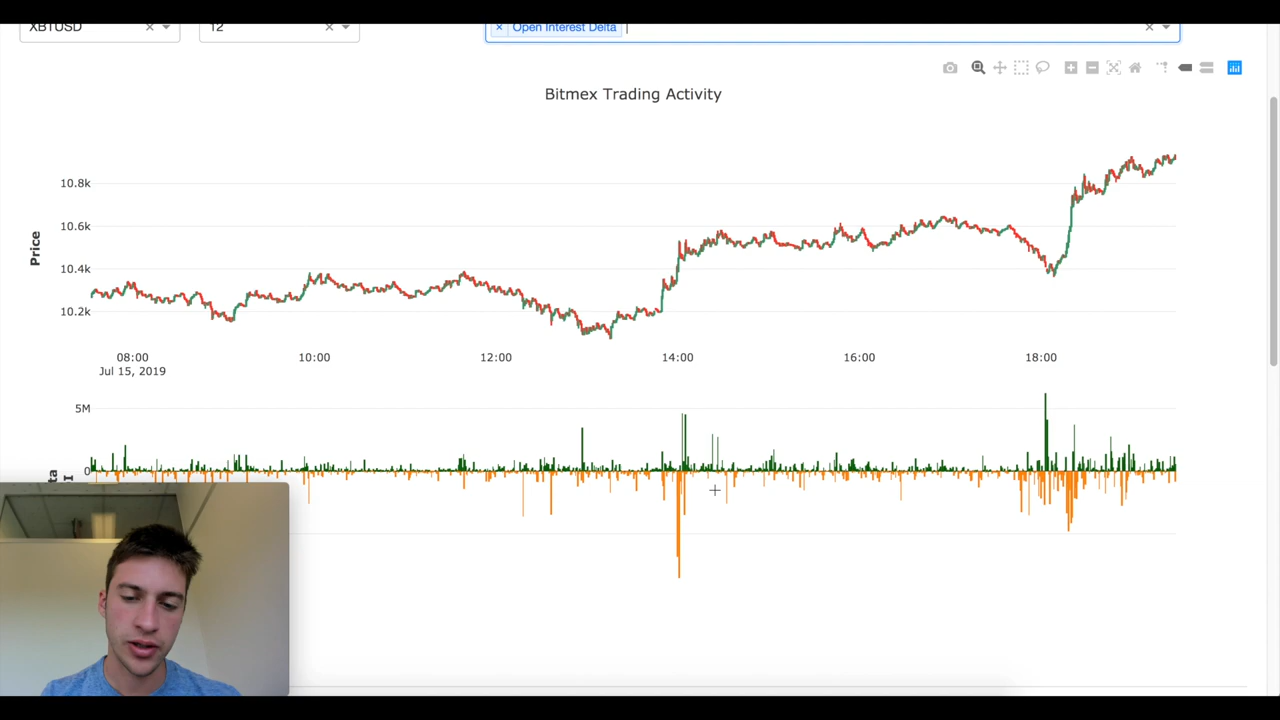 XBTUSD × 12 × × Open Interest Delta ×
Bitmex Trading Activity
10.8k
10.6k
10.4k
10.2k
Price
08:00 10:00 12:00 14:00 16:00 18:00
Jul 15, 2019
5M
0